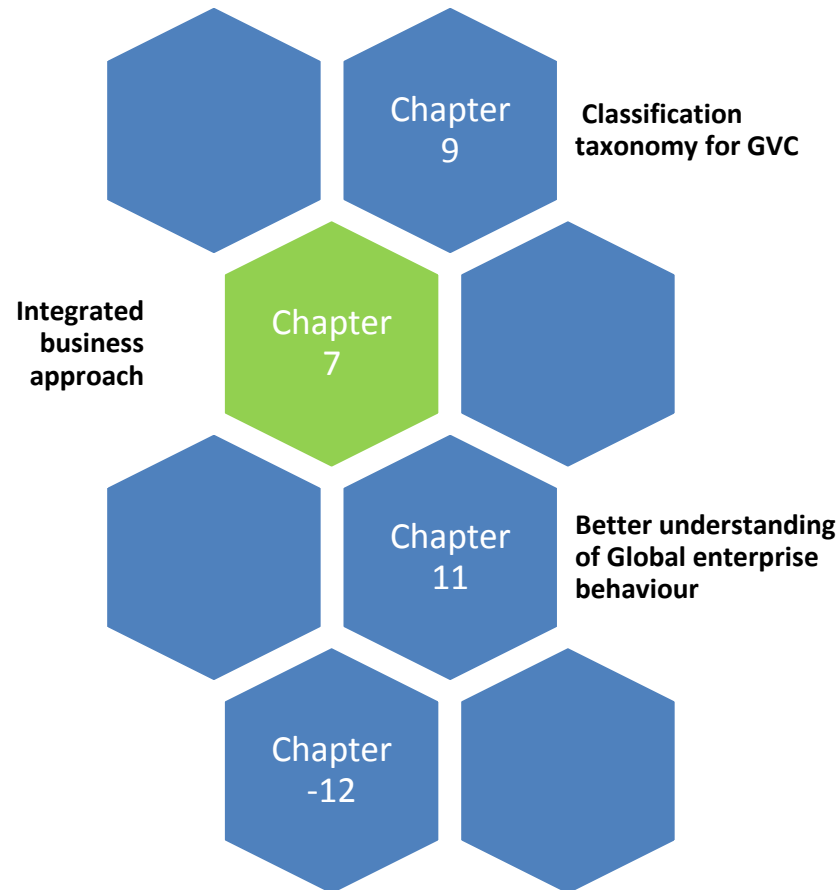 Chapter
9
Classification
taxonomy for GVC
Integrated
business
approach
Chapter
7
Chapter
11
Better understanding
of Global enterprise
behaviour
Chapter
-12